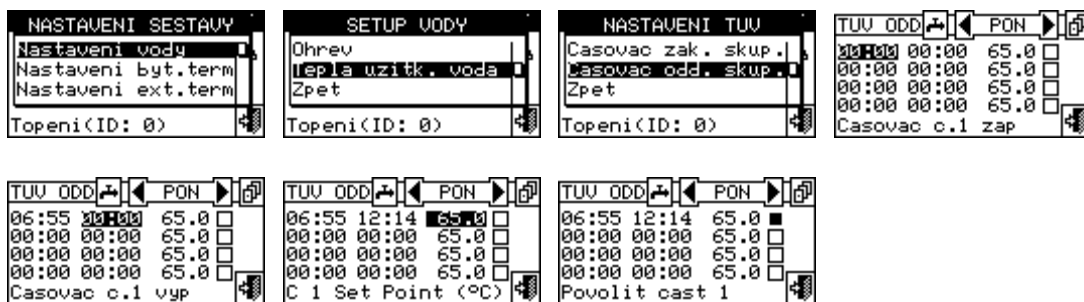 NASTAVENI SESTAVY
Nastaveni vody
Nastaveni byt.term
Nastaveni ext.term
Topeni(ID: 0)
SETUP VODY
Ohrev
Tepla uzitk. voda
Zpet
Topeni(ID: 0)
NASTAVENI TUV
Casovac zak. skup.
Casovac odd. skup.
Zpet
Topeni(ID: 0)
TUV ODD PON
00:00 00:00 65.0
00:00 00:00 65.0
00:00 00:00 65.0
00:00 00:00 65.0
Casovac c.1 zap
TUV ODD PON
06:55 00:00 65.0
00:00 00:00 65.0
00:00 00:00 65.0
00:00 00:00 65.0
Casovac c.1 vyp
TUV ODD PON
06:55 12:14 65.0
00:00 00:00 65.0
00:00 00:00 65.0
00:00 00:00 65.0
C 1 Set Point (ºC)
TUV ODD PON
06:55 12:14 65.0
00:00 00:00 65.0
00:00 00:00 65.0
00:00 00:00 65.0
Povolit cast 1